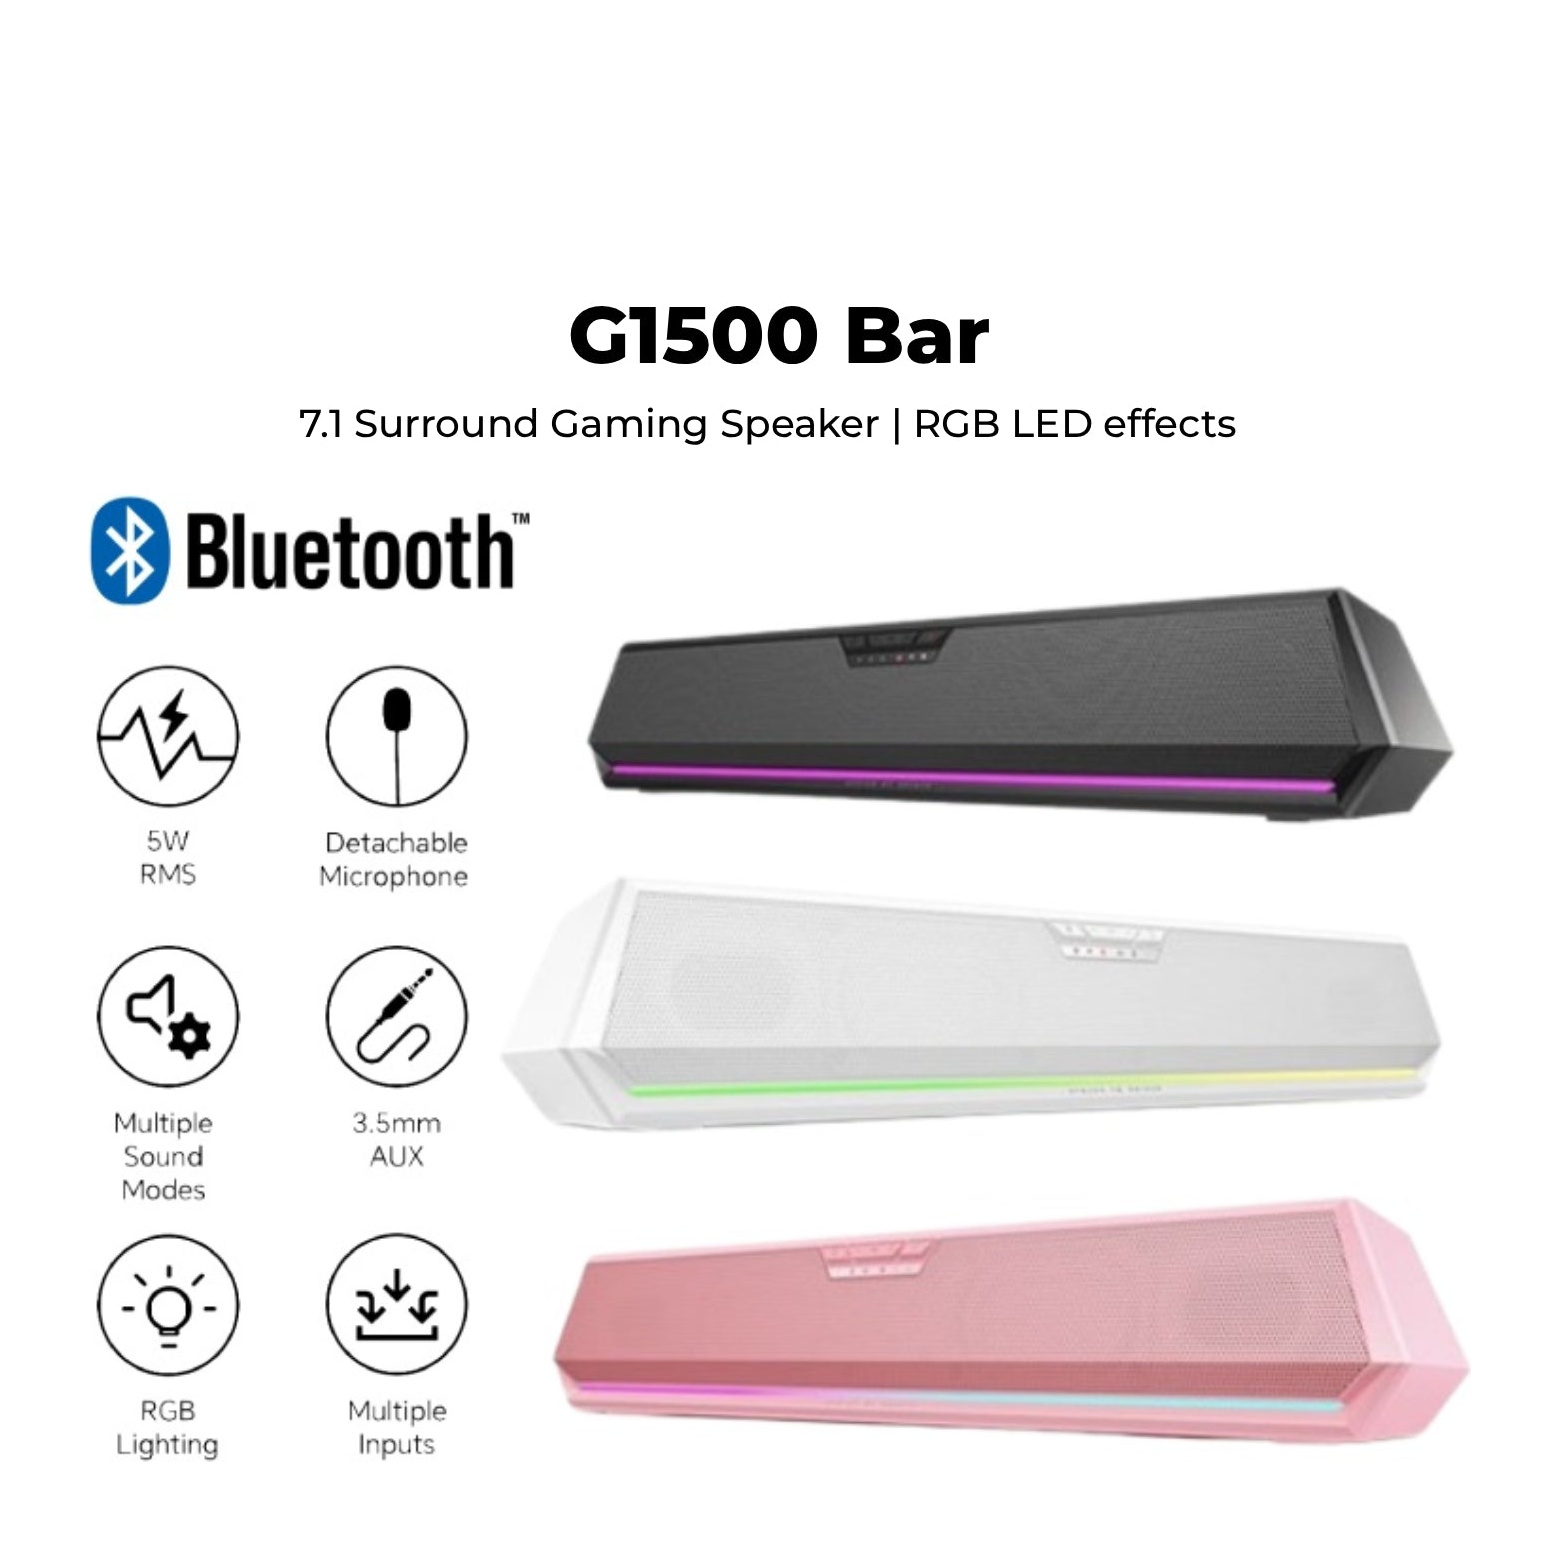 G1500 Bar
7.1 Surround Gaming Speaker | RGB LED effects
Bluetooth™
5W
RMS
Detachable
Microphone
Multiple
Sound
Modes
3.5mm
AUX
RGB
Lighting
Multiple
Inputs